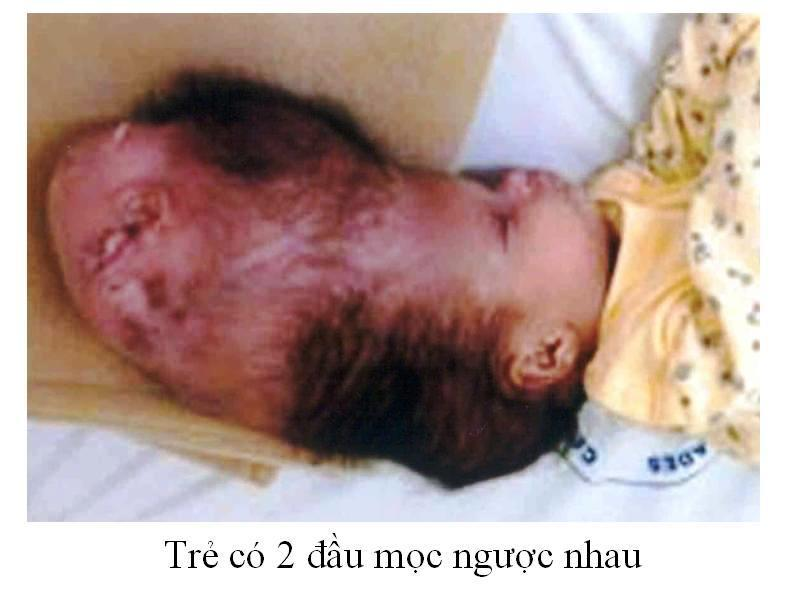 Trẻ có 2 đầu mọc ngược nhau